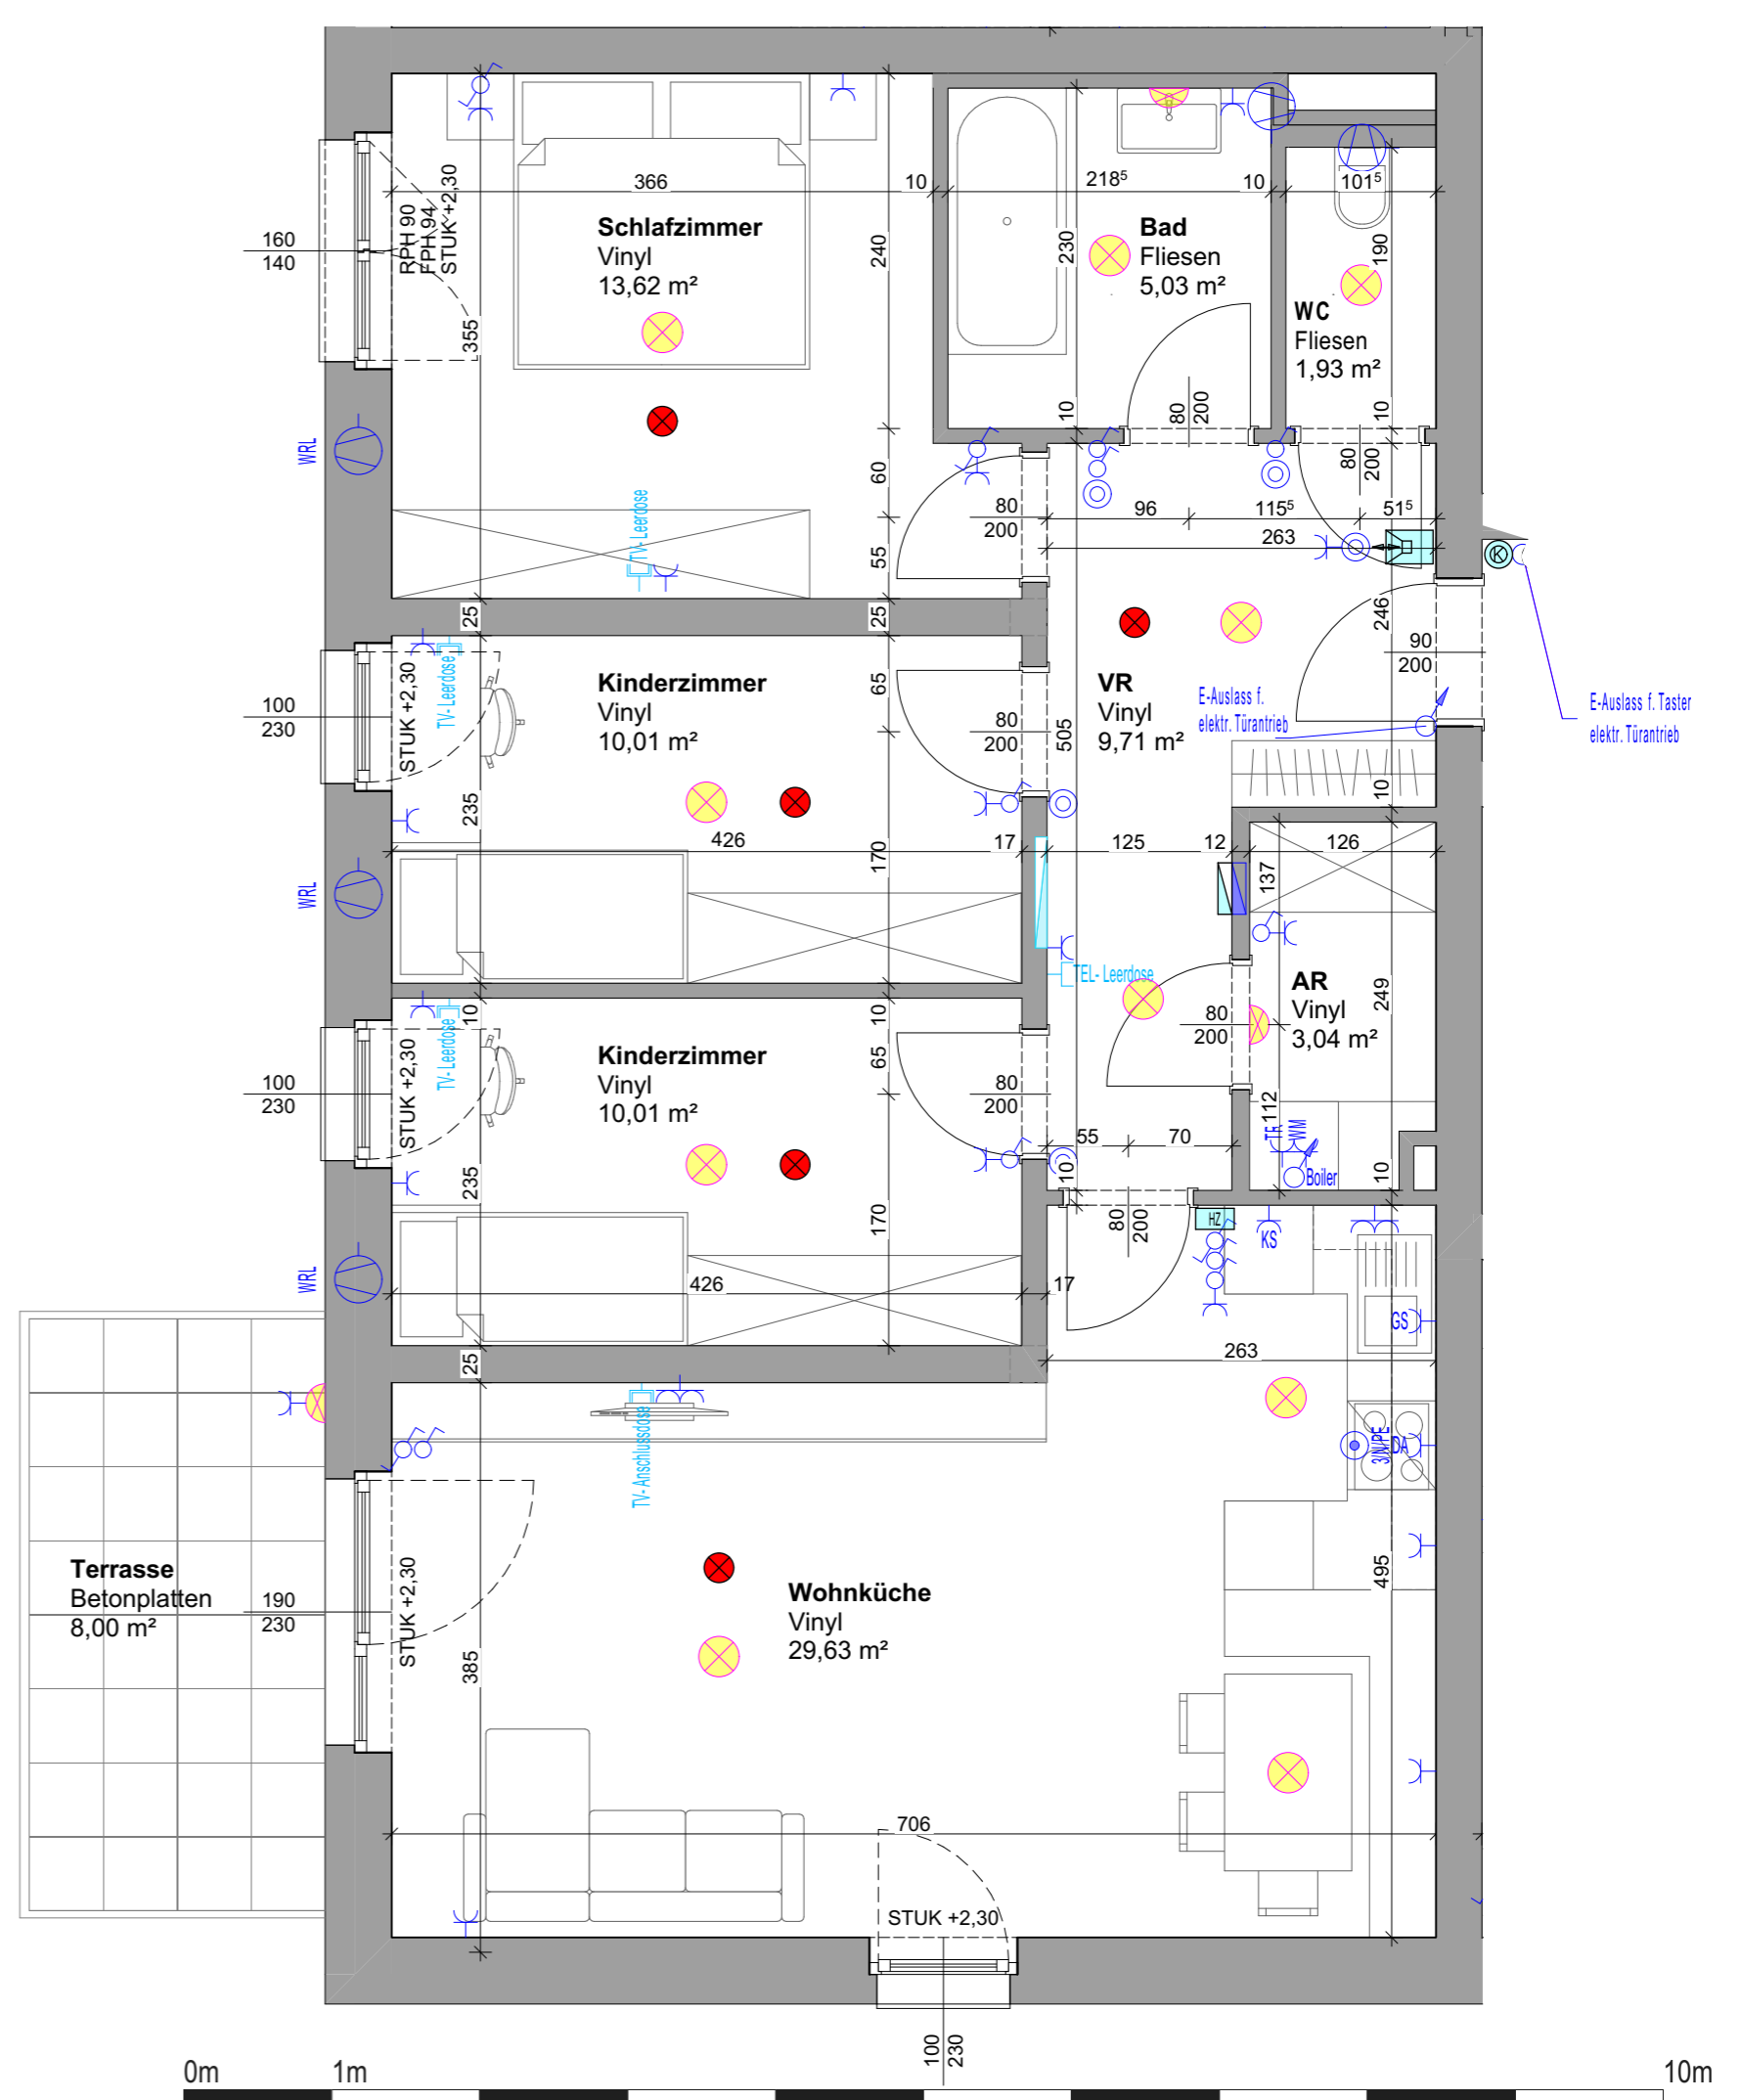 366
10
218⁵
10
101⁵
160
140
RPH 90
FPH 94
STUK +2,30
Schlafzimmer
Vinyl
13,62 m²
240
355
230
Bad
Fliesen
5,03 m²
190
WC
Fliesen
1,93 m²
10
80
200
10
80
200
WRL
60
55
TV- Leerdose
80
200
96
115⁵
51⁵
263
K
25
25
246
90
200
100
230
STUK +2,30
TV- Leerdose
Kinderzimmer
Vinyl
10,01 m²
65
80
200
505
VR
Vinyl
9,71 m²
E-Auslass f.
elektr. Türantrieb
E-Auslass f. Taster
elektr. Türantrieb
235
10
426
17
125
12
126
170
137
WRL
TEL- Leerdose
AR
Vinyl
3,04 m²
249
80
200
10
10
100
230
STUK +2,30
TV- Leerdose
Kinderzimmer
Vinyl
10,01 m²
65
80
200
112
TR
WM
Boiler
55
70
10
10
235
170
80
200
HZ
KS
WRL
426
17
GS
25
263
TV- Anschlussdose
3/N/PE
DA
Terrasse
Betonplatten
8,00 m²
190
230
STUK +2,30
385
Wohnküche
Vinyl
29,63 m²
495
706
STUK +2,30
100
230
0m
1m
10m